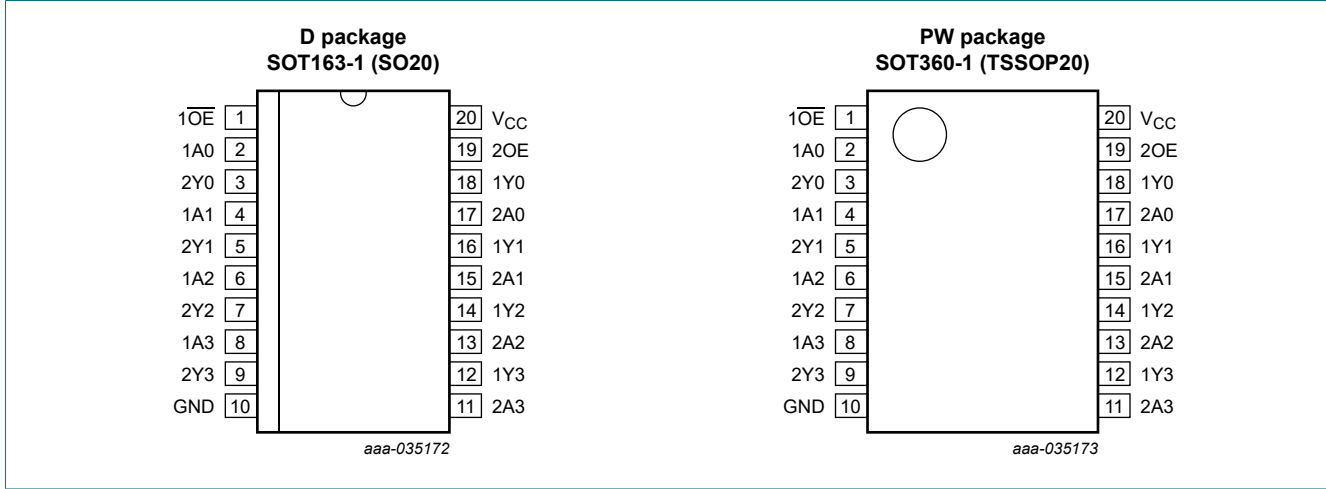 D package
SOT163-1 (SO20)
1O̅E̅ 1
1A0 2
2Y0 3
1A1 4
2Y1 5
1A2 6
2Y2 7
1A3 8
2Y3 9
GND 10
20 VCC
19 2OE
18 1Y0
17 2A0
16 1Y1
15 2A1
14 1Y2
13 2A2
12 1Y3
11 2A3
aaa-035172
PW package
SOT360-1 (TSSOP20)
1O̅E̅ 1
1A0 2
2Y0 3
1A1 4
2Y1 5
1A2 6
2Y2 7
1A3 8
2Y3 9
GND 10
20 VCC
19 2OE
18 1Y0
17 2A0
16 1Y1
15 2A1
14 1Y2
13 2A2
12 1Y3
11 2A3
aaa-035173